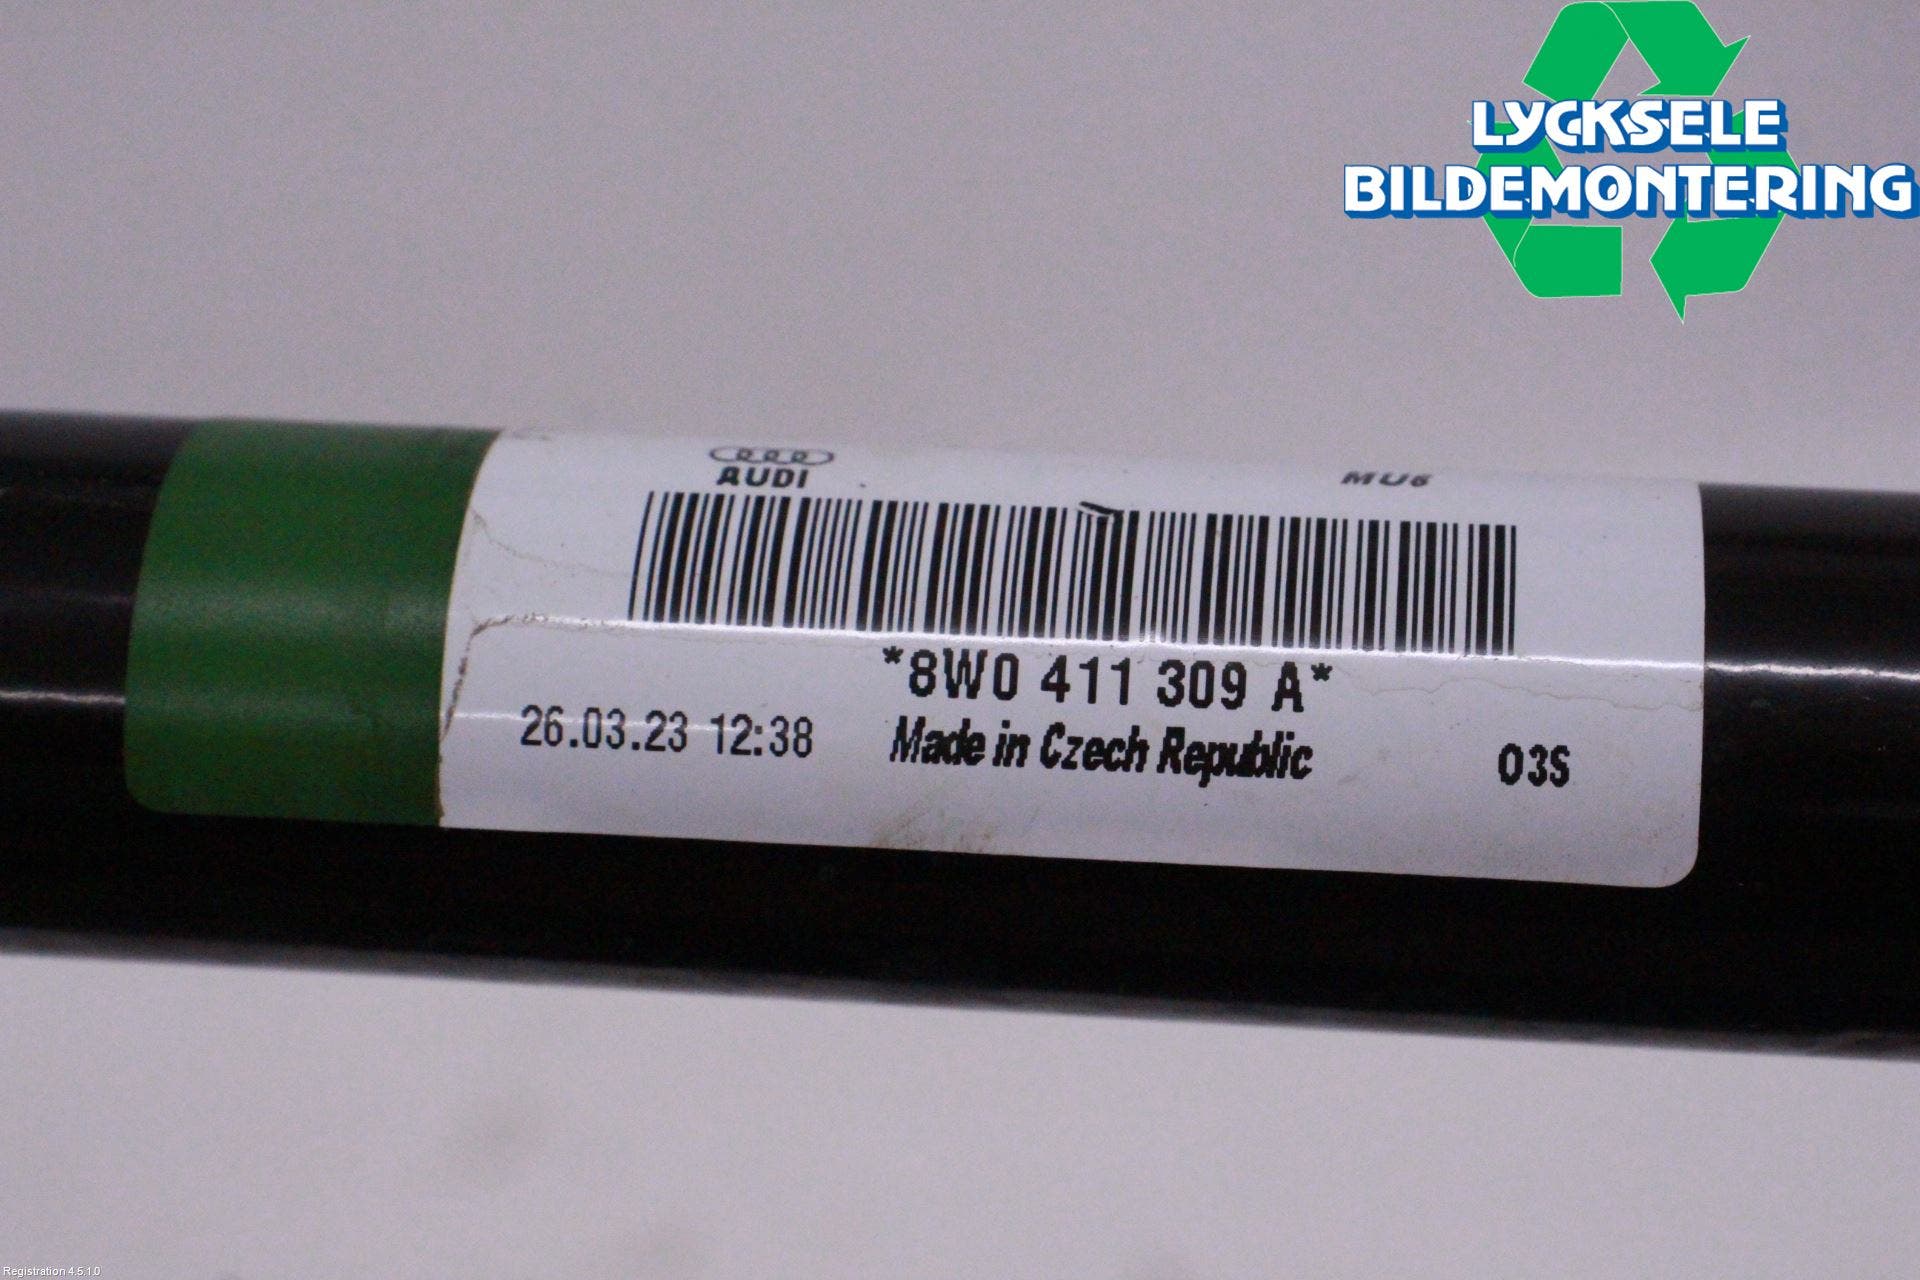 LYCKSELE
BILDEMONTERING
AUDI
*8W0 411 309 A*
26.03.23 12:38 Made in Czech Republic 03S
Registration 4.5.1.0